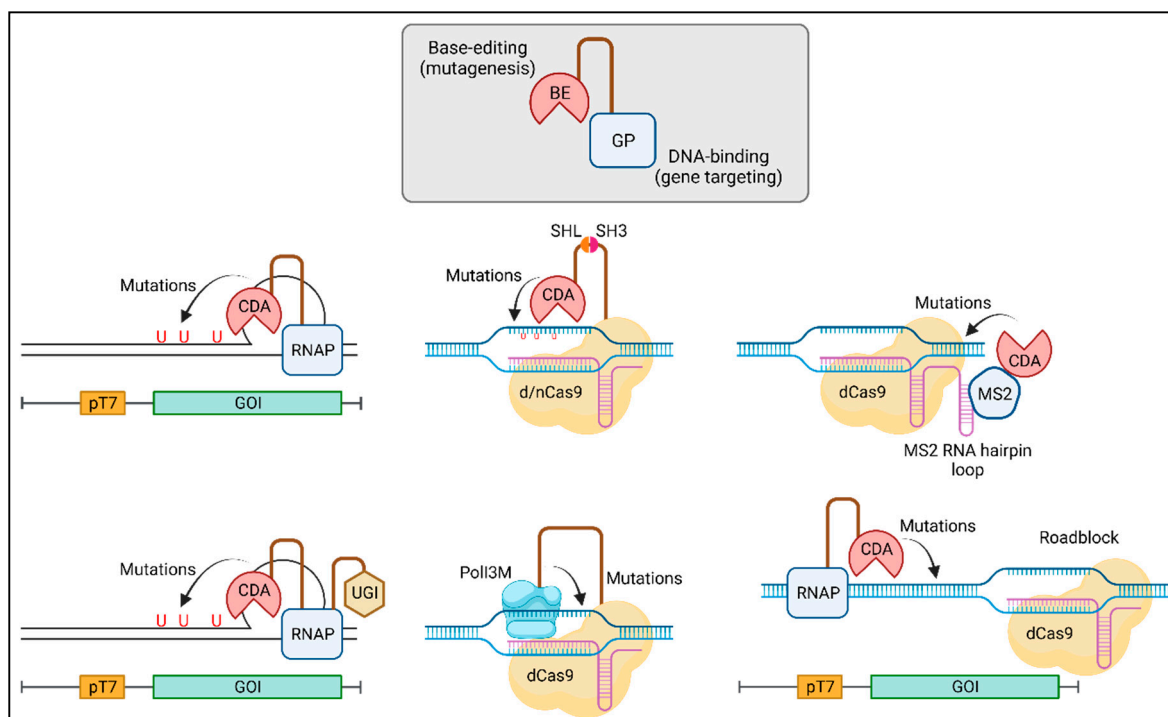 Base-editing
(mutagenesis)
BE
GP
DNA-binding
(gene targeting)
Mutations
CDA
U U U
RNAP
pT7
GOI
SHL SH3
Mutations
CDA
U U U
d/nCas9
Mutations
CDA
MS2
dCas9
MS2 RNA hairpin
loop
Mutations
CDA
UGI
U U U
RNAP
pT7
GOI
PolI3M
Mutations
dCas9
CDA
Mutations
Roadblock
RNAP
dCas9
pT7
GOI